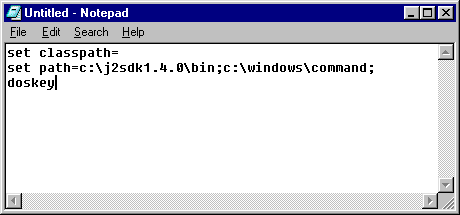 Untitled - Notepad
File Edit Search Help
set classpath=
set path=c:\j2sdk1.4.0\bin;c:\windows\command;
doskey